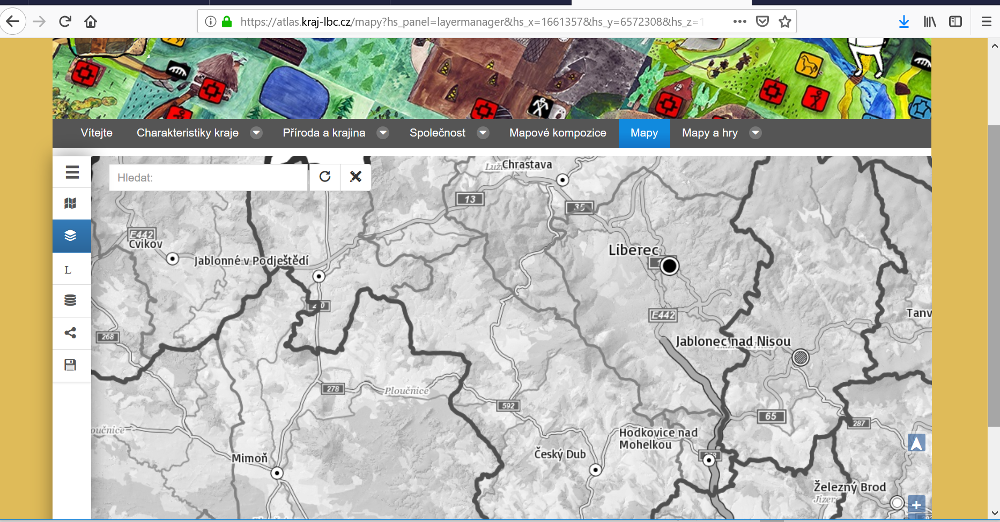 https://atlas.kraj-lbc.cz/mapy?hs_panel=layermanager&hs_x=1661357&hs_y=6572308&hs_z=1
Vítejte Charakteristiky kraje Příroda a krajina Společnost Mapové kompozice Mapy Mapy a hry
Hledat:
Chrastava
13
35
E442
Cvikov
Jablonné v Podještědí
Liberec
L
E442
Tanv
268
Jablonec nad Nisou
278
Ploučnice
592
65
287
oučnice
Hodkovice nad
Mohelkou
Český Dub
Mimoň
Železný Brod
Jizera
+